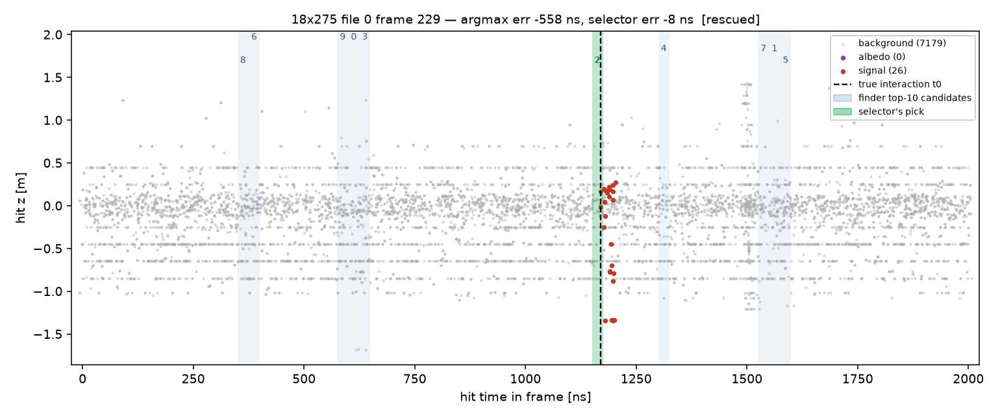 18x275 file 0 frame 229 — argmax err -558 ns, selector err -8 ns  [rescued]
6
9 0 3
4
7 1
8
2
5
background (7179)
albedo (0)
signal (26)
true interaction t0
finder top-10 candidates
selector's pick
hit z [m]
2.0
1.5
1.0
0.5
0.0
−0.5
−1.0
−1.5
0 250 500 750 1000 1250 1500 1750 2000
hit time in frame [ns]